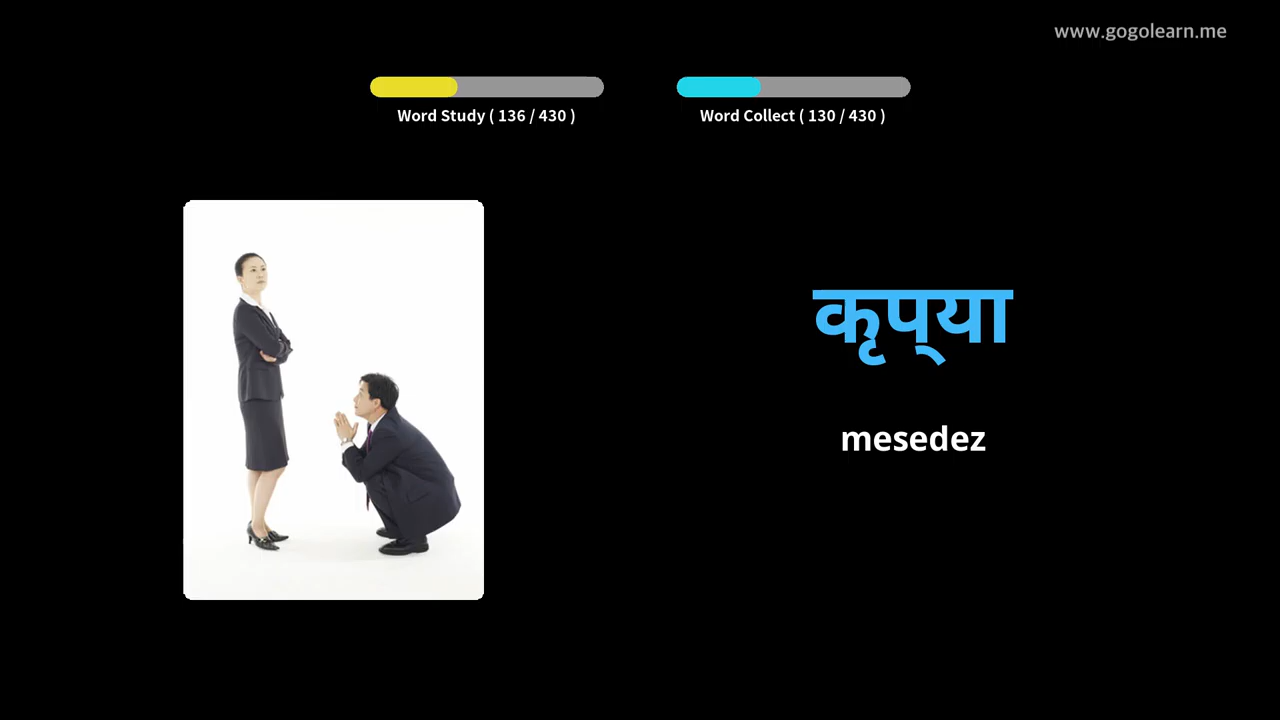 www.gogolearn.me
Word Study ( 136 / 430 )
Word Collect ( 130 / 430 )
कृप्‌या
mesedez